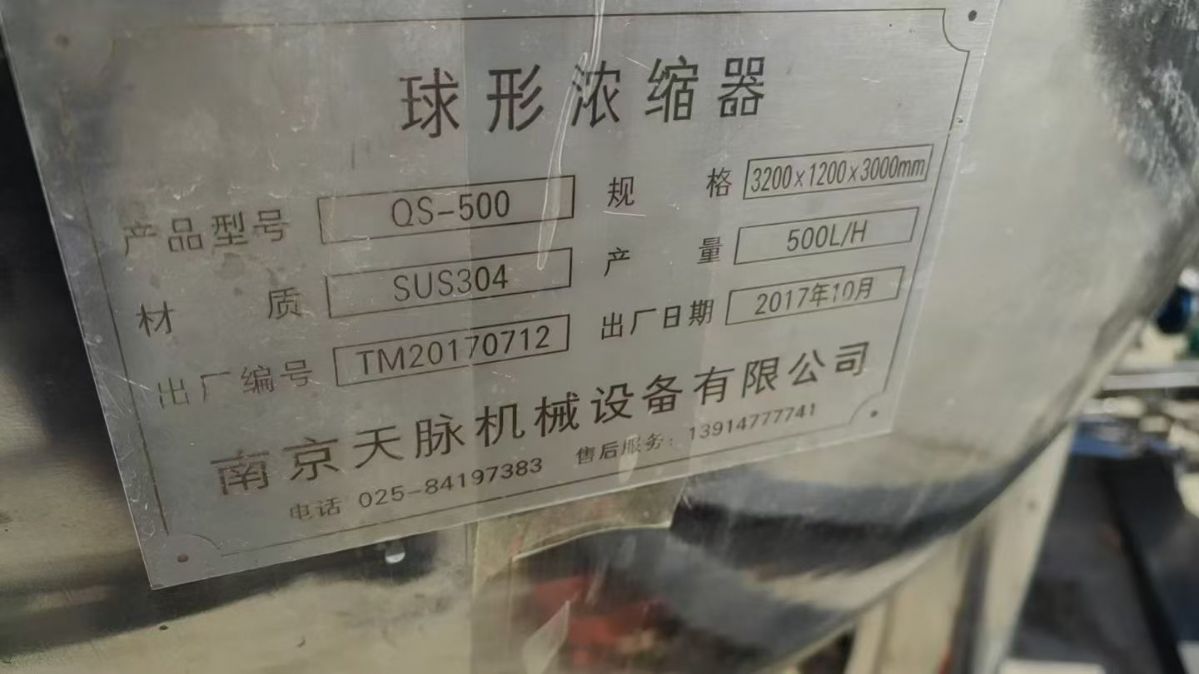 球形浓缩器
产品型号 QS-500 规格 3200×1200×3000mm
材质 SUS304 产量 500L/H
出厂编号 TM20170712 出厂日期 2017年10月
南京天脉机械设备有限公司
电话 025-84197383 售后服务：13914777741